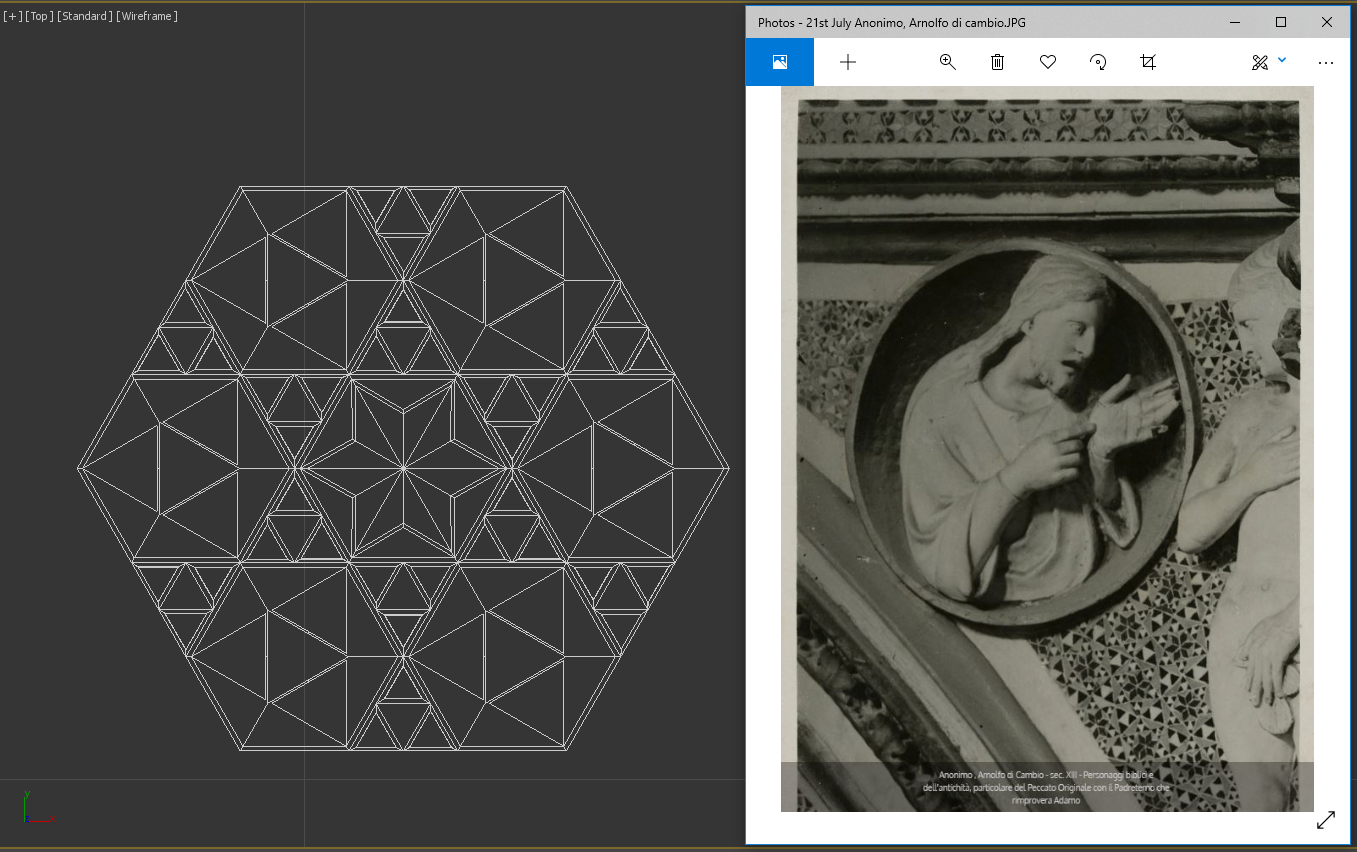 [+] [Top] [Standard] [Wireframe]
Photos - 21st July Anonimo, Arnolfo di cambio.JPG
Anonimo , Arnolfo di Cambio - sec. XIII - Personaggi biblici e
dell'antichità, particolare del Peccato Originale con il Padreterno che
rimprovera Adamo
y
x